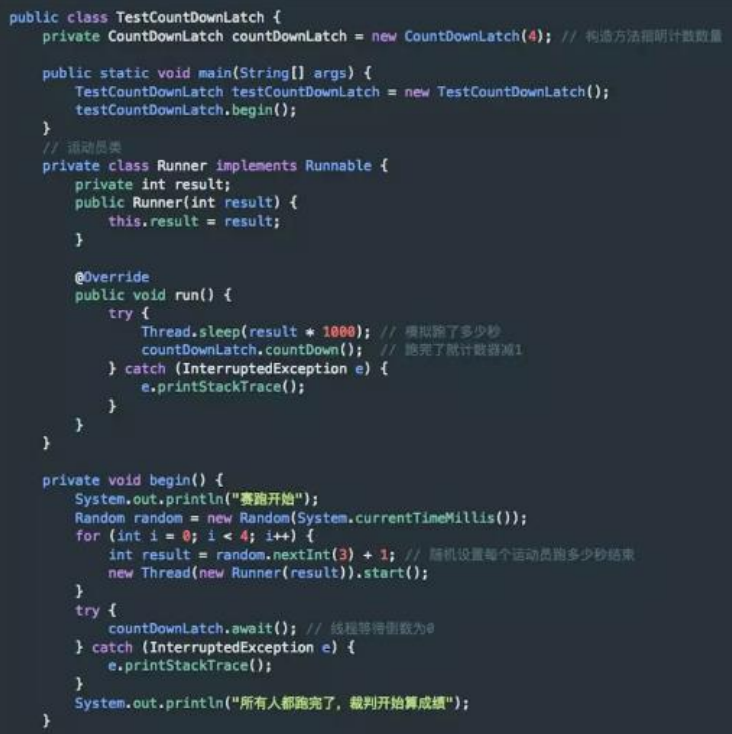 public class TestCountDownLatch {
    private CountDownLatch countDownLatch = new CountDownLatch(4); // 构造方法指明计数数量

    public static void main(String[] args) {
        TestCountDownLatch testCountDownLatch = new TestCountDownLatch();
        testCountDownLatch.begin();
    }
    // 运动员类
    private class Runner implements Runnable {
        private int result;
        public Runner(int result) {
            this.result = result;
        }

        @Override
        public void run() {
            try {
                Thread.sleep(result * 1000); // 模拟跑了多少秒
                countDownLatch.countDown();  // 跑完了就计数器减1
            } catch (InterruptedException e) {
                e.printStackTrace();
            }
        }
    }

    private void begin() {
        System.out.println("赛跑开始");
        Random random = new Random(System.currentTimeMillis());
        for (int i = 0; i < 4; i++) {
            int result = random.nextInt(3) + 1; // 随机设置每个运动员跑多少秒结束
            new Thread(new Runner(result)).start();
        }
        try {
            countDownLatch.await(); // 线程等待倒数为0
        } catch (InterruptedException e) {
            e.printStackTrace();
        }
        System.out.println("所有人都跑完了，裁判开始算成绩");
    }